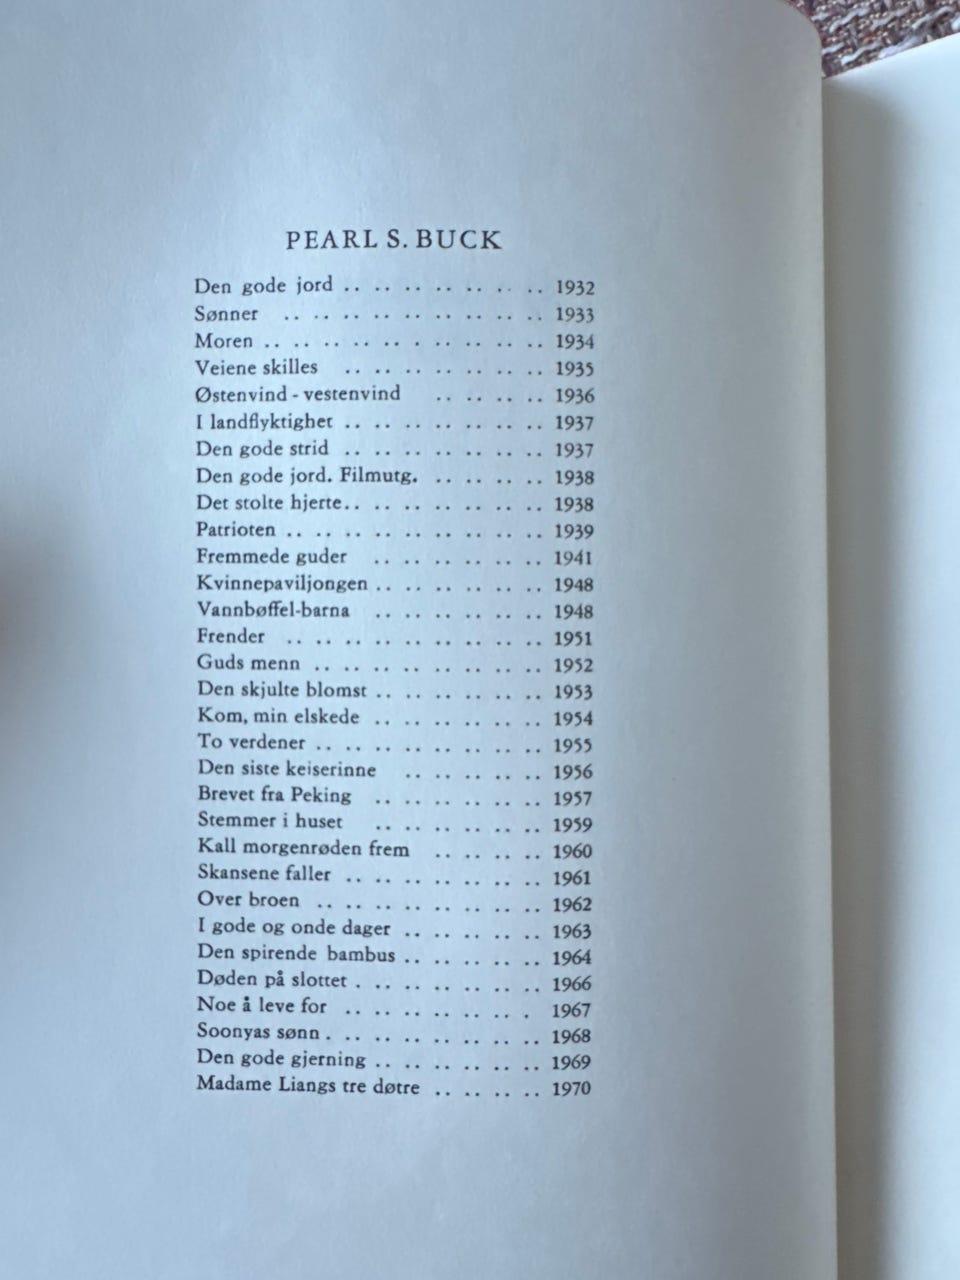 PEARL S. BUCK
Den gode jord .. .. .. .. .. .. .. 1932
Sønner .. .. .. .. .. .. .. .. .. 1933
Moren .. .. .. .. .. . .. .. .. .. 1934
Veiene skilles .. .. .. .. .. .. .. 1935
Østenvind - vestenvind .. .. .. .. 1936
I landflyktighet .. .. .. .. .. .. .. 1937
Den gode strid .. .. .. .. .. .. .. 1937
Den gode jord. Filmutg. .. .. .. .. 1938
Det stolte hjerte.. .. .. .. .. .. .. 1938
Patrioten .. .. .. .. .. .. .. .. .. 1939
Fremmede guder .. .. .. .. .. .. 1941
Kvinnepaviljongen .. .. .. .. .. .. 1948
Vannbøffel-barna .. .. .. .. .. .. 1948
Frender .. .. .. .. .. .. .. .. .. 1951
Guds menn .. .. .. .. .. .. .. .. 1952
Den skjulte blomst .. .. .. .. .. .. 1953
Kom, min elskede .. .. .. .. .. .. 1954
To verdener .. .. .. .. .. .. .. .. 1955
Den siste keiserinne .. .. .. .. .. 1956
Brevet fra Peking .. .. .. .. .. .. 1957
Stemmer i huset .. .. .. .. .. .. 1959
Kall morgenrøden frem .. .. .. .. 1960
Skansene faller .. .. .. .. .. .. .. 1961
Over broen .. .. .. .. .. .. .. .. 1962
I gode og onde dager .. .. .. .. .. 1963
Den spirende bambus .. .. .. .. .. 1964
Døden på slottet . .. .. .. .. .. .. 1966
Noe å leve for .. .. .. .. .. .. . 1967
Soonyas sønn . .. .. .. .. .. .. .. 1968
Den gode gjerning .. .. .. .. .. .. 1969
Madame Liangs tre døtre .. .. .. .. 1970